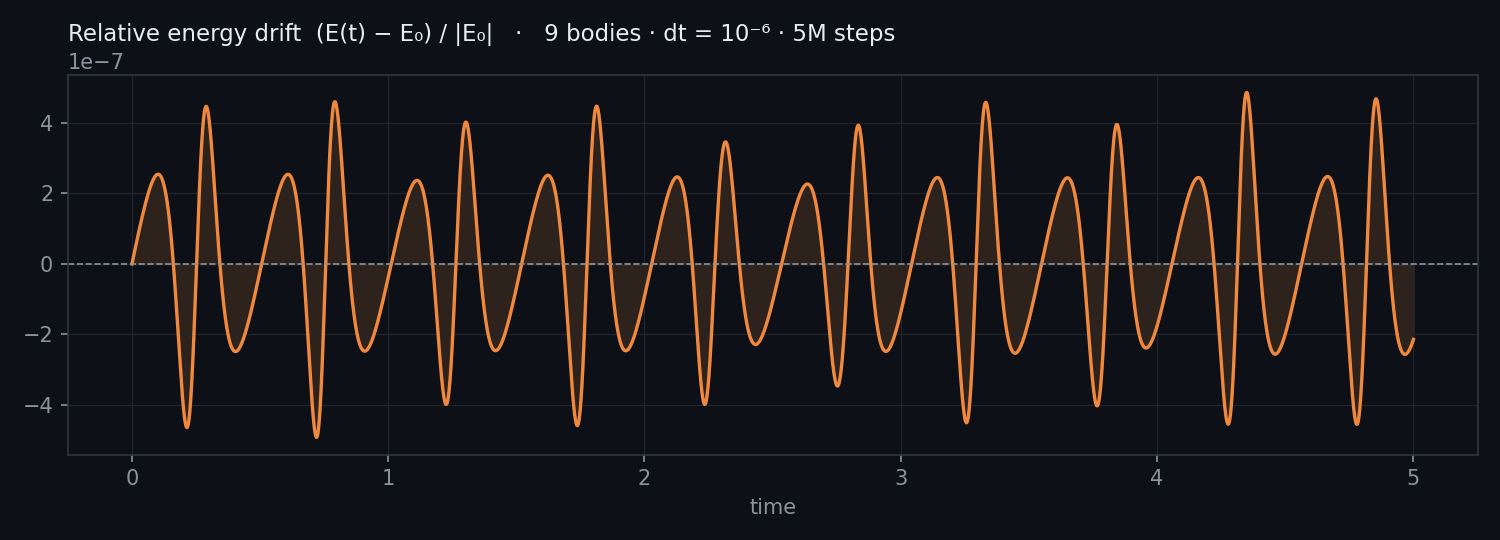 Relative energy drift  (E(t) − E₀) / |E₀|   ·   9 bodies · dt = 10⁻⁶ · 5M steps
1e−7
4
2
0
−2
−4
0 1 2 3 4 5
time